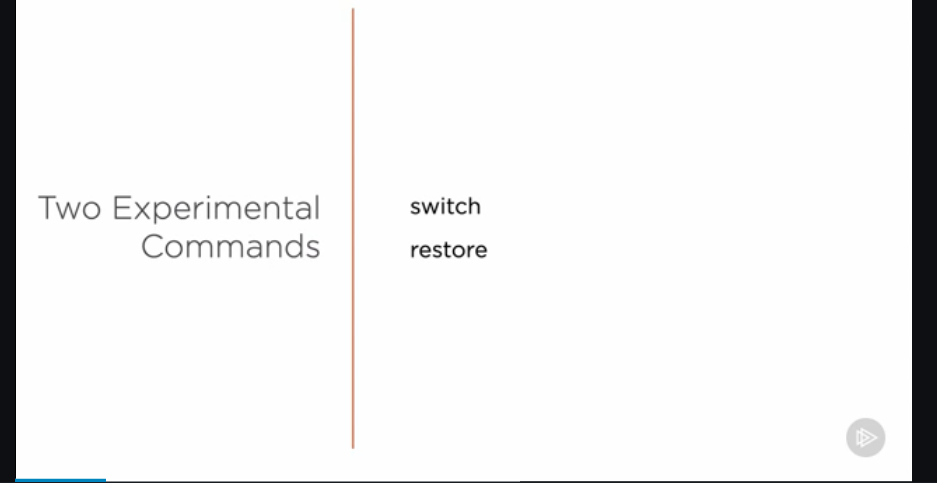 Two Experimental
Commands
switch
restore